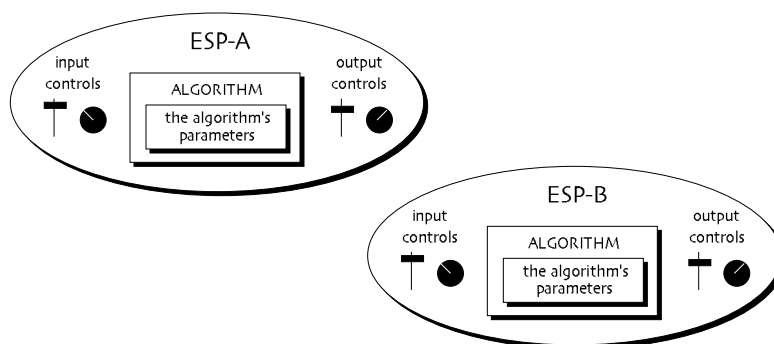 ESP-A
input
controls
ALGORITHM
the algorithm's
parameters
output
controls
ESP-B
input
controls
ALGORITHM
the algorithm's
parameters
output
controls